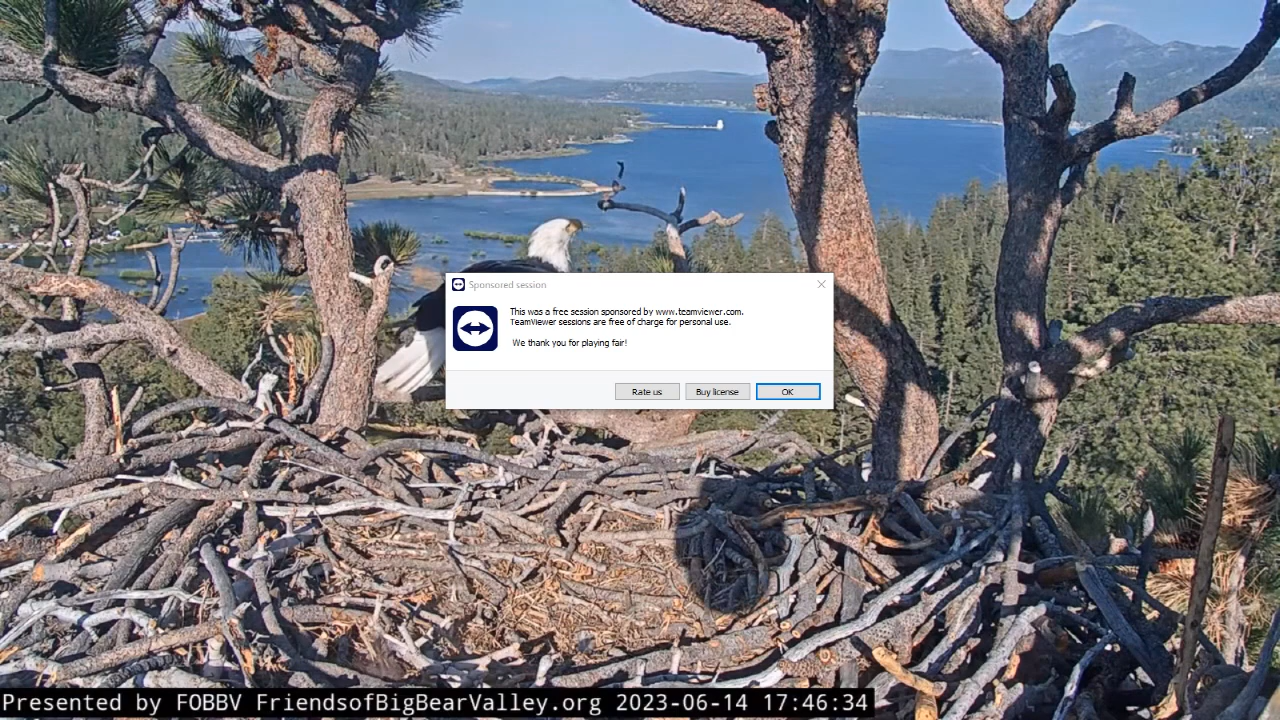 Sponsored session
This was a free session sponsored by www.teamviewer.com.
TeamViewer sessions are free of charge for personal use.
We thank you for playing fair!
Rate us
Buy license
OK
Presented by FOBBV FriendsofBigBearValley.org 2023-06-14 17:46:34